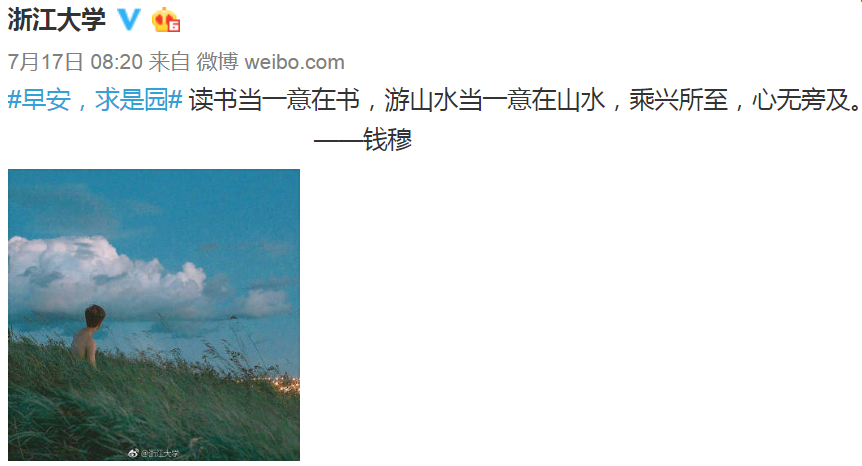 浙江大学
7月17日 08:20 来自 微博 weibo.com
#早安，求是园# 读书当一意在书，游山水当一意在山水，乘兴所至，心无旁及。
——钱穆
@浙江大学